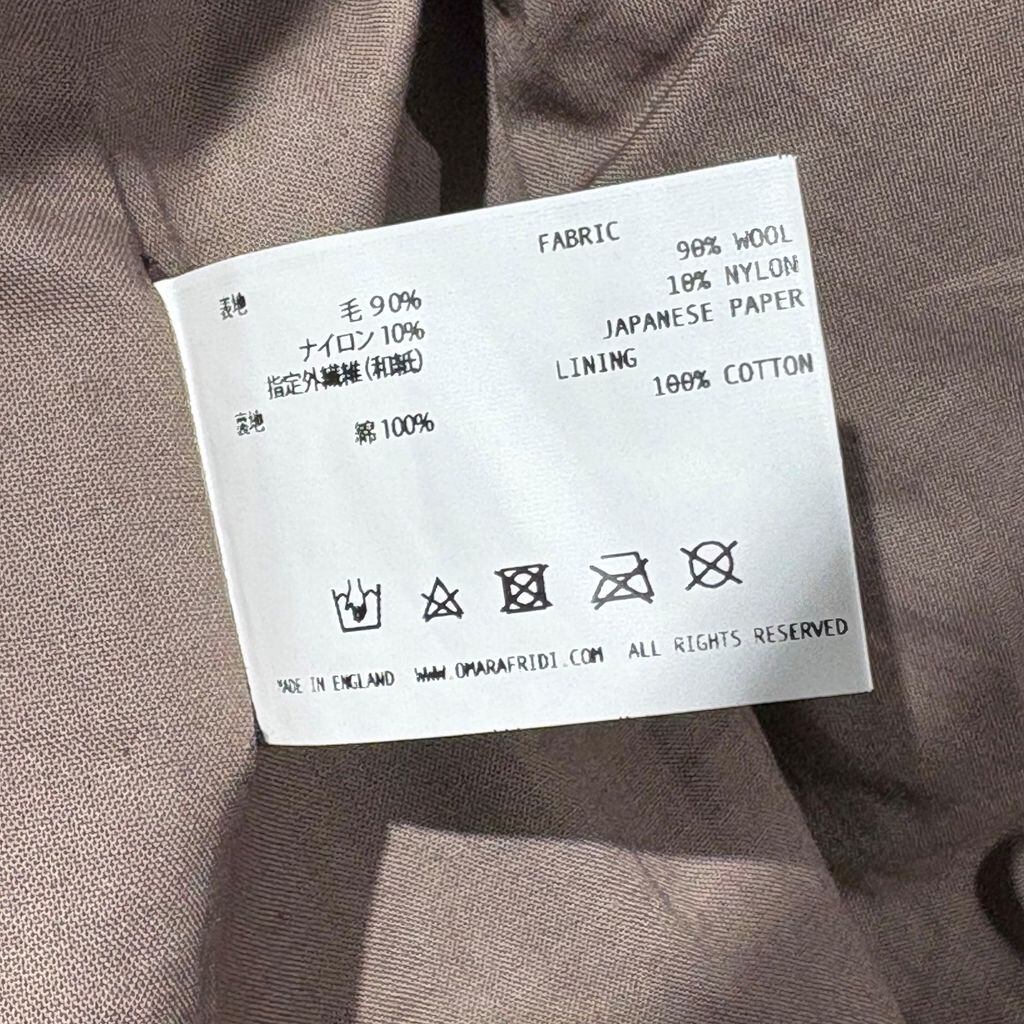 表地
毛 90%
ナイロン 10%
指定外繊維(和紙)
裏地
綿 100%
FABRIC
90% WOOL
10% NYLON
JAPANESE PAPER
LINING
100% COTTON
MADE IN ENGLAND WWW.OMARAFRIDI.COM ALL RIGHTS RESERVED